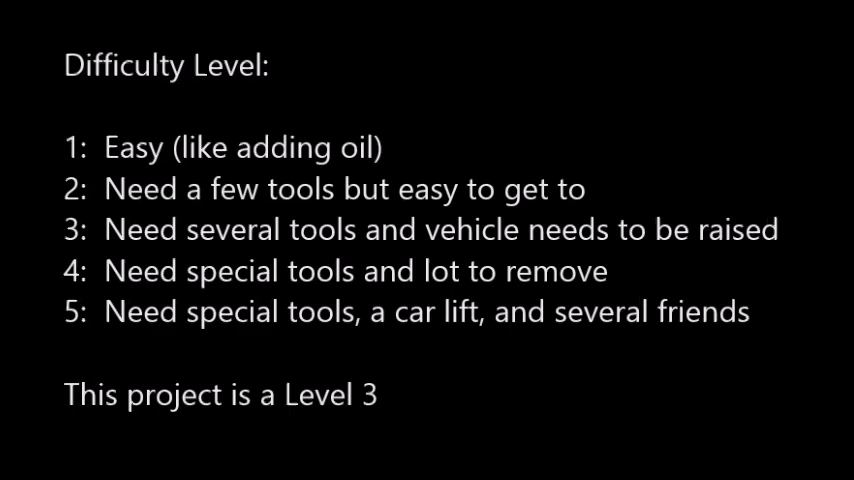 Difficulty Level:
1: Easy (like adding oil)
2: Need a few tools but easy to get to
3: Need several tools and vehicle needs to be raised
4: Need special tools and lot to remove
5: Need special tools, a car lift, and several friends
This project is a Level 3